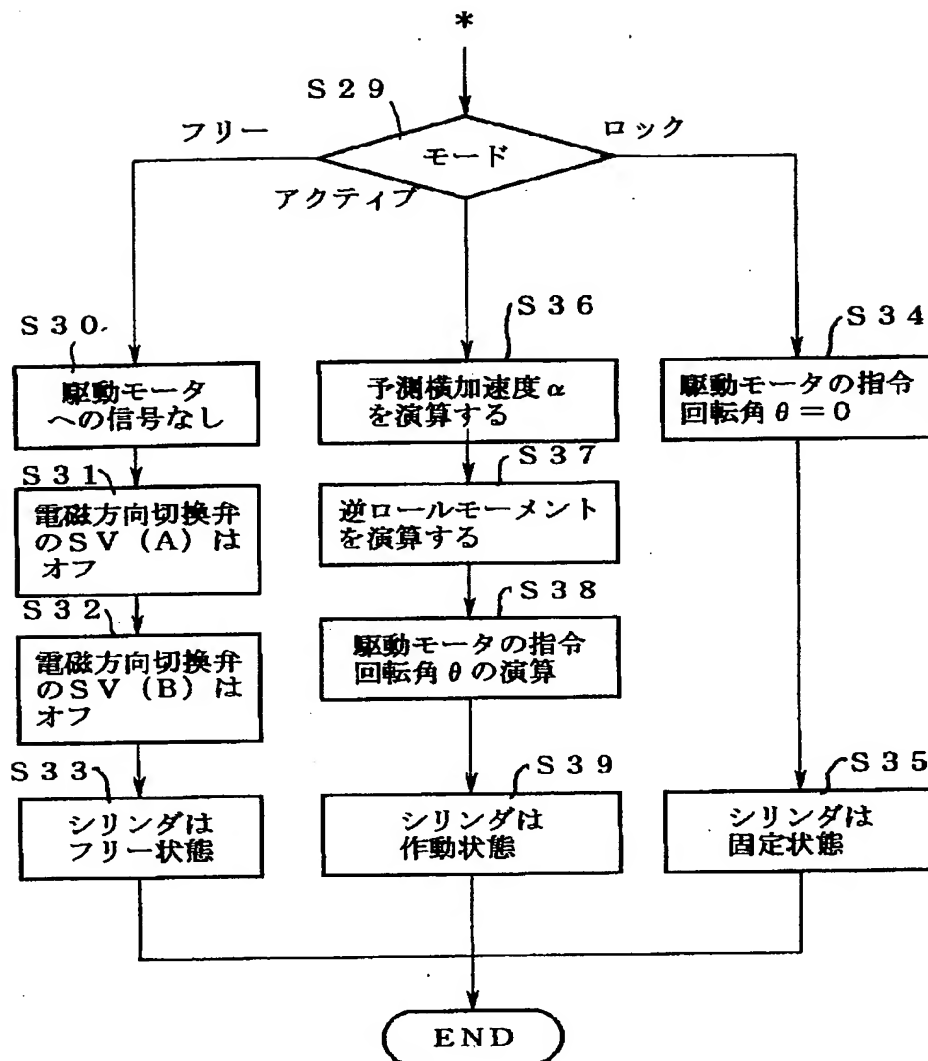 *
S29
フリー
ロック
モード
アクティブ
S30
駆動モータ
への信号なし
S31
電磁方向切換弁
のSV(A)は
オフ
S32
電磁方向切換弁
のSV(B)は
オフ
S33
シリンダは
フリー状態
S36
予測横加速度α
を演算する
S37
逆ロールモーメント
を演算する
S38
駆動モータの指令
回転角θの演算
S39
シリンダは
作動状態
S34
駆動モータの指令
回転角θ=0
S35
シリンダは
固定状態
END